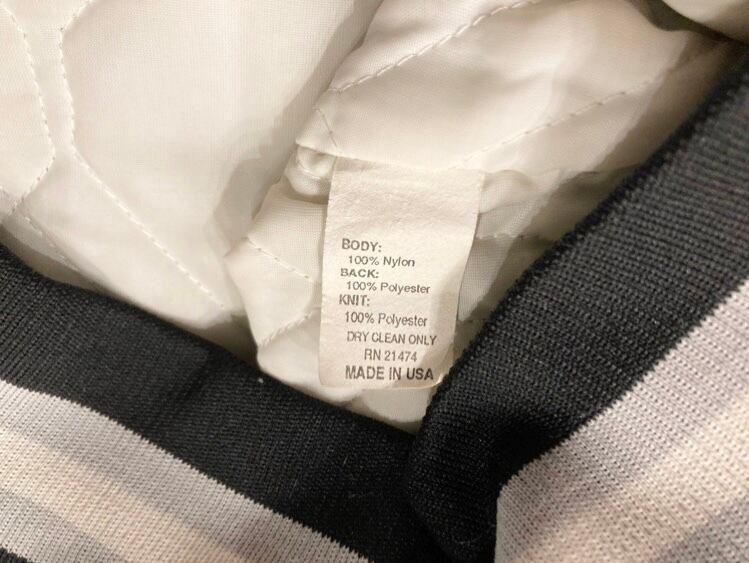 BODY:
100% Nylon
BACK:
100% Polyester
KNIT:
100% Polyester
DRY CLEAN ONLY
RN 21474
MADE IN USA